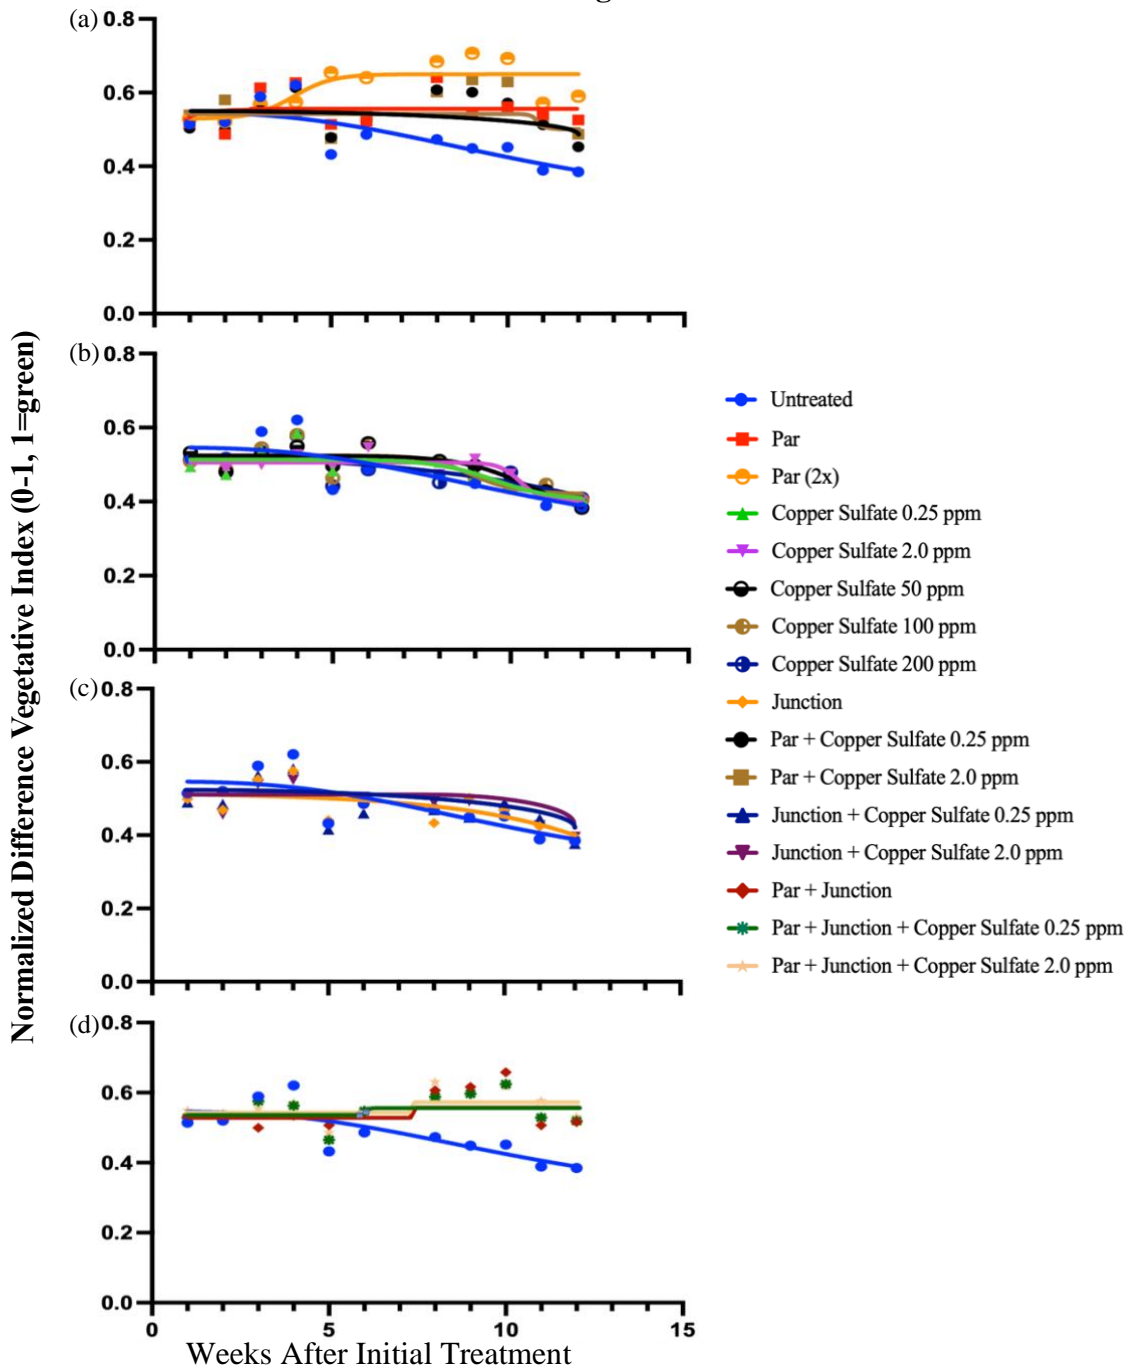 (a) 0.8
0.6
0.4
0.2
0.0
(b) 0.8
0.6
0.4
0.2
0.0
(c) 0.8
0.6
0.4
0.2
0.0
(d) 0.8
0.6
0.4
0.2
0.0
0 5 10 15
Weeks After Initial Treatment
Normalized Difference Vegetative Index (0-1, 1=green)
Untreated
Par
Par (2x)
Copper Sulfate 0.25 ppm
Copper Sulfate 2.0 ppm
Copper Sulfate 50 ppm
Copper Sulfate 100 ppm
Copper Sulfate 200 ppm
Junction
Par + Copper Sulfate 0.25 ppm
Par + Copper Sulfate 2.0 ppm
Junction + Copper Sulfate 0.25 ppm
Junction + Copper Sulfate 2.0 ppm
Par + Junction
Par + Junction + Copper Sulfate 0.25 ppm
Par + Junction + Copper Sulfate 2.0 ppm